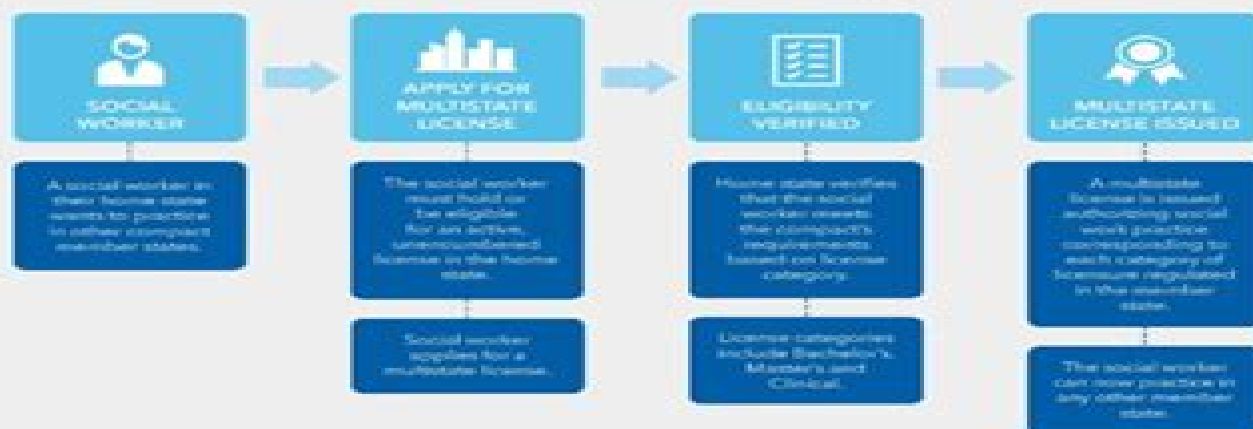 SOCIAL
WORKER
A social worker in
their home state
wants to practice
in other compact
member states.
APPLY FOR
MULTISTATE
LICENSE
The social worker
must hold or
be eligible
for an active,
unencumbered
license in the home
state.
Social worker
applies for a
multistate license.
ELIGIBILITY
VERIFIED
Home state verifies
that the social
worker meets
the compact's
requirements
based on license
category.
License categories
include Bachelor's,
Master's and
Clinical.
MULTISTATE
LICENSE ISSUED
A multistate
license is issued
authorizing social
work practice
corresponding to
each category of
licensure regulated
in the member
state.
The social worker
can now practice in
any other member
state.